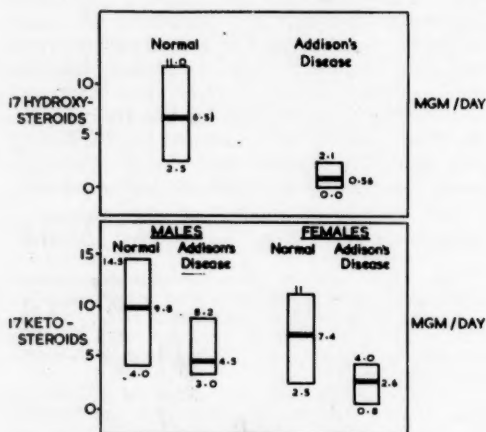 Normal Addison's
Disease
11·0
10
17 HYDROXY-
STEROIDS
MGM/DAY
6·5
5
2·5
2·1
0·56
0·0
0
MALES FEMALES
Normal Addison's Normal Addison's
Disease Disease
15
14·5
8·2
11
4·0
10
9·8
17 KETO-
STEROIDS
MGM/DAY
7·4
5
4·5
2·6
4·0
3·0
2·5
0·8
0